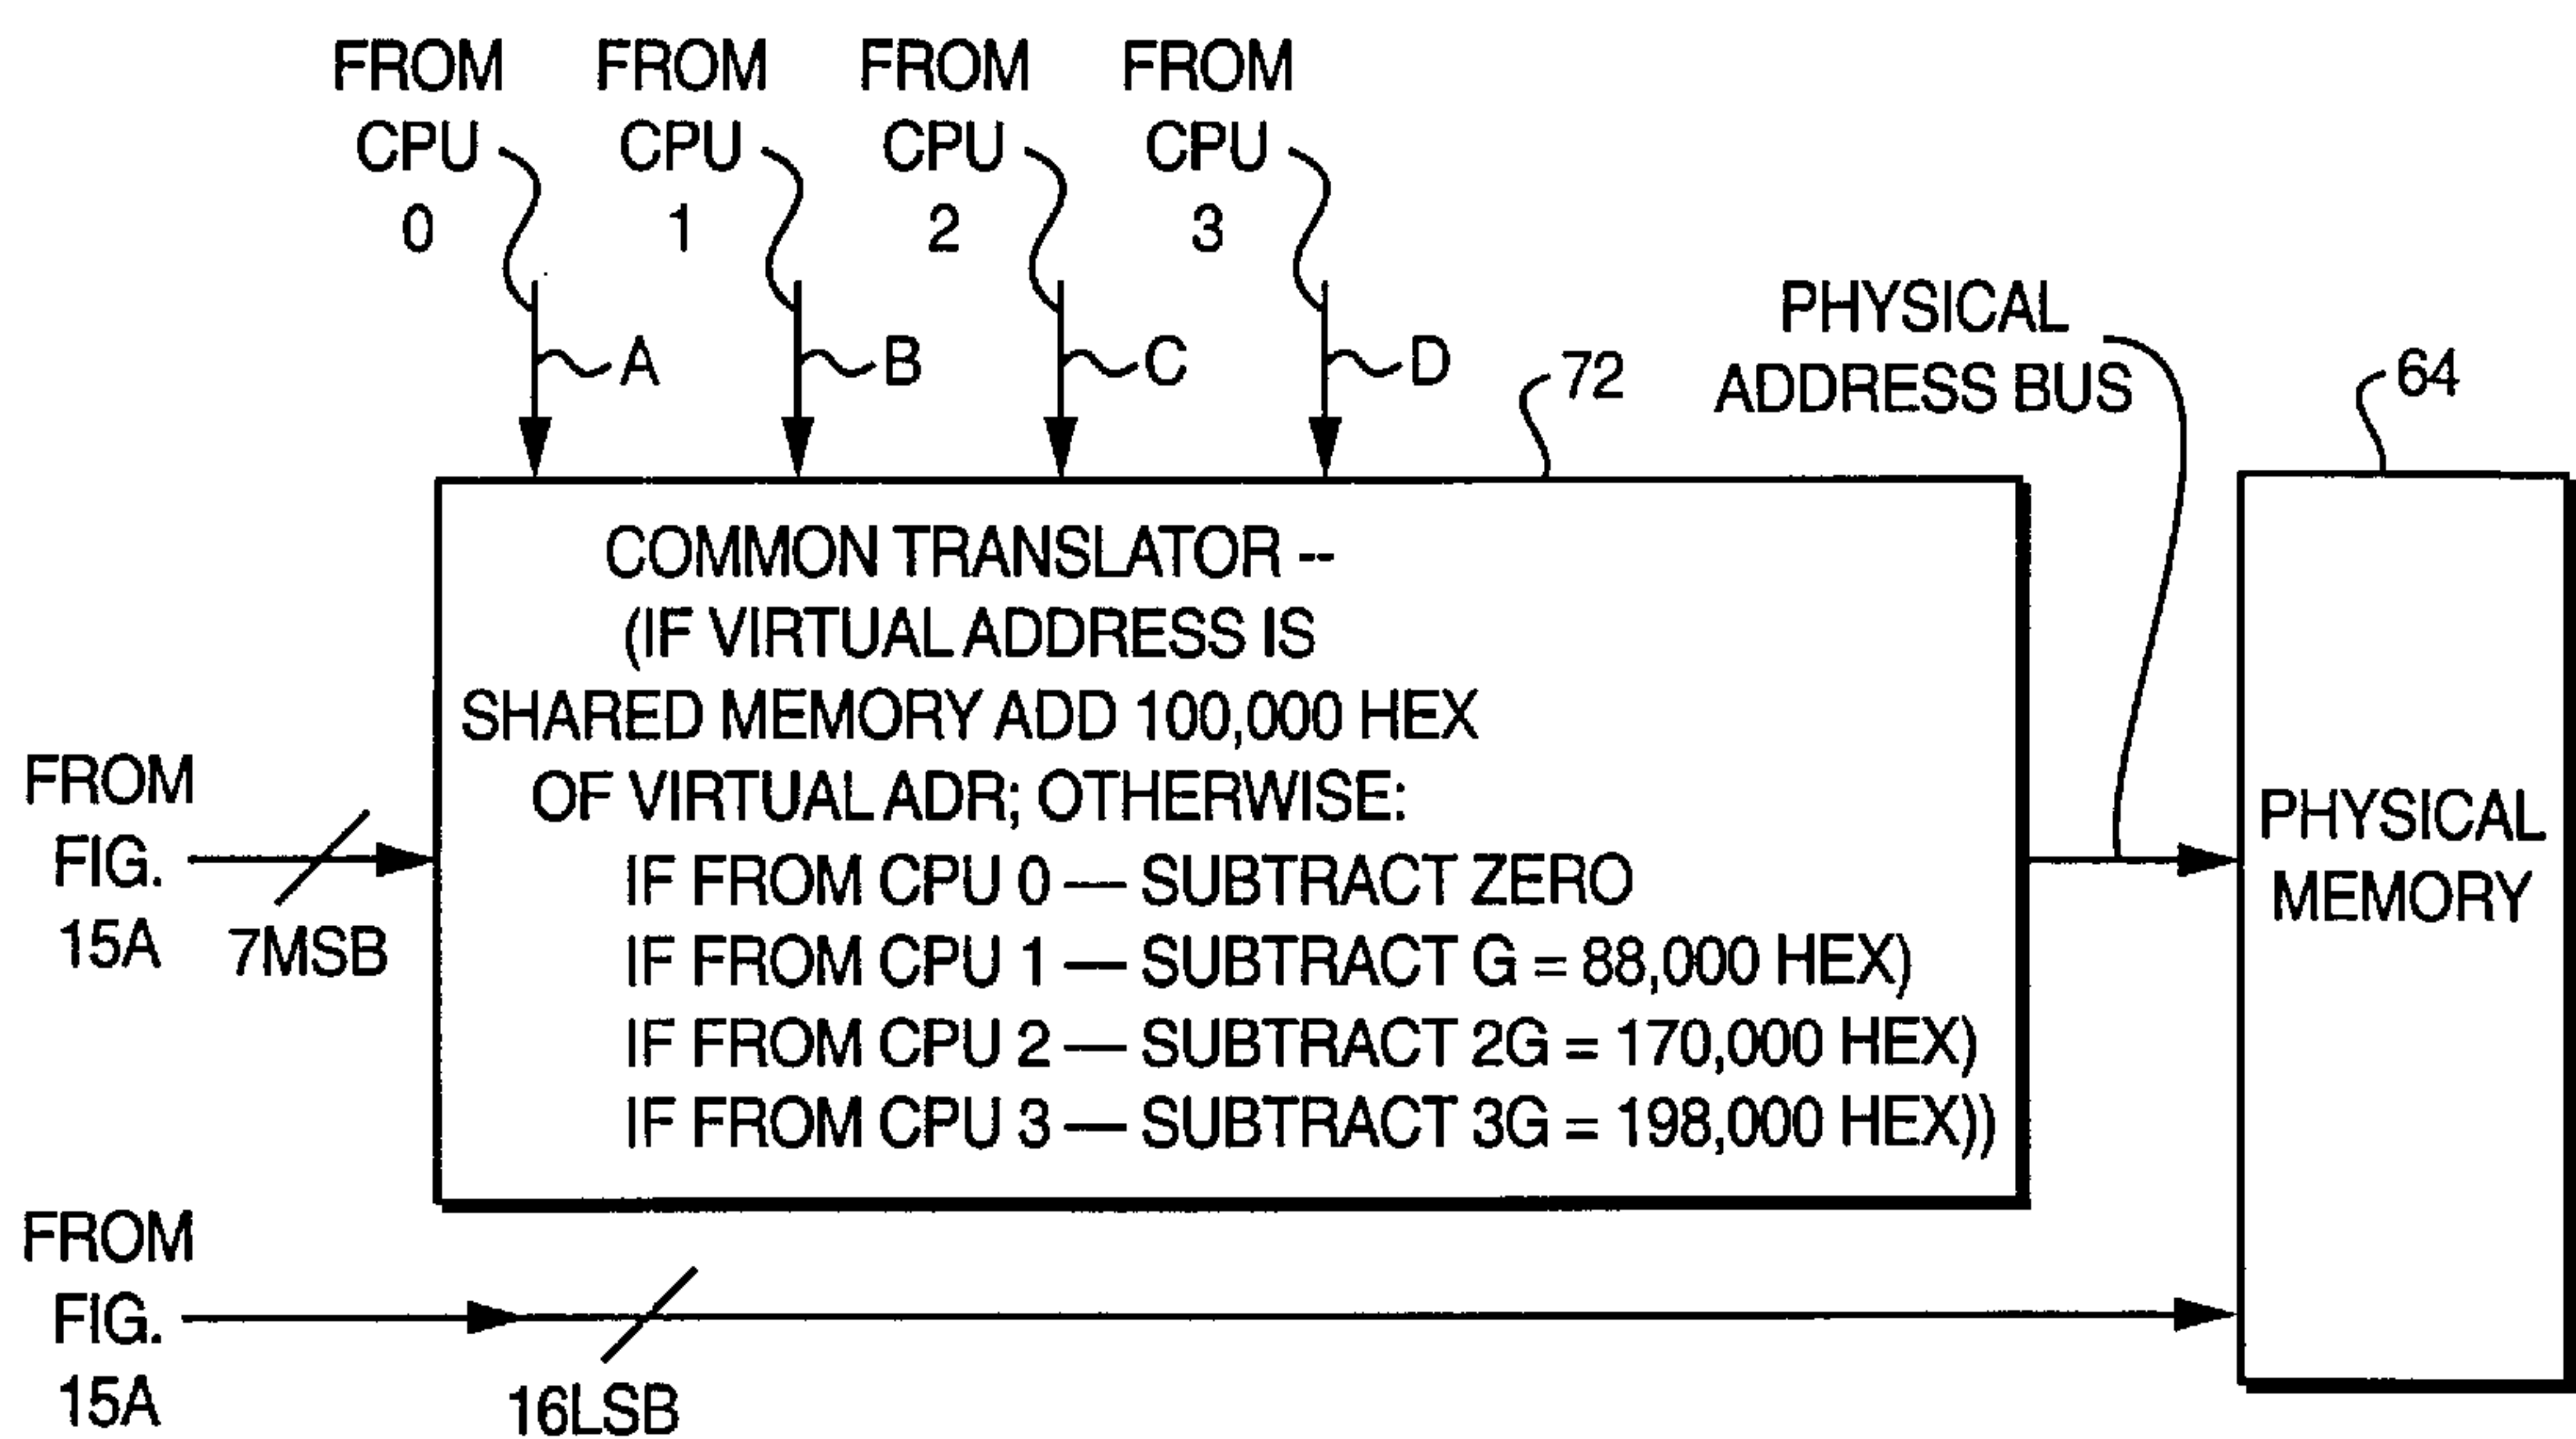 FROM
CPU
0
FROM
CPU
1
FROM
CPU
2
FROM
CPU
3
A
B
C
D
72
PHYSICAL
ADDRESS BUS
64
COMMON TRANSLATOR --
(IF VIRTUAL ADDRESS IS
SHARED MEMORY ADD 100,000 HEX
OF VIRTUAL ADR; OTHERWISE:
IF FROM CPU 0 — SUBTRACT ZERO
IF FROM CPU 1 — SUBTRACT G = 88,000 HEX)
IF FROM CPU 2 — SUBTRACT 2G = 170,000 HEX)
IF FROM CPU 3 — SUBTRACT 3G = 198,000 HEX))
FROM
FIG.
15A
7MSB
PHYSICAL
MEMORY
FROM
FIG.
15A
16LSB